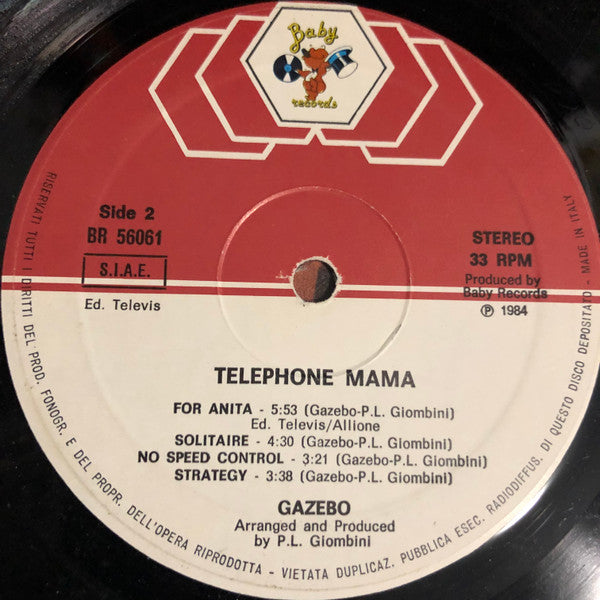 Baby
records
Side 2
BR 56061
S.I.A.E.
Ed. Televis
STEREO
33 RPM
Produced by
Baby Records
℗ 1984
TELEPHONE MAMA
FOR ANITA - 5:53 (Gazebo-P.L. Giombini)
Ed. Televis/Allione
SOLITAIRE - 4:30 (Gazebo-P.L. Giombini)
NO SPEED CONTROL - 3:21 (Gazebo-P.L. Giombini)
STRATEGY - 3:38 (Gazebo-P.L. Giombini)
GAZEBO
Arranged and Produced
by P.L. Giombini
RISERVATI TUTTI I DIRITTI DEL PROD. FONOGR. E DEL PROPR. DELL'OPERA RIPRODOTTA - VIETATA DUPLICAZ. PUBBLICA ESEC. RADIODIFFUS. DI QUESTO DISCO DEPOSITATO - MADE IN ITALY